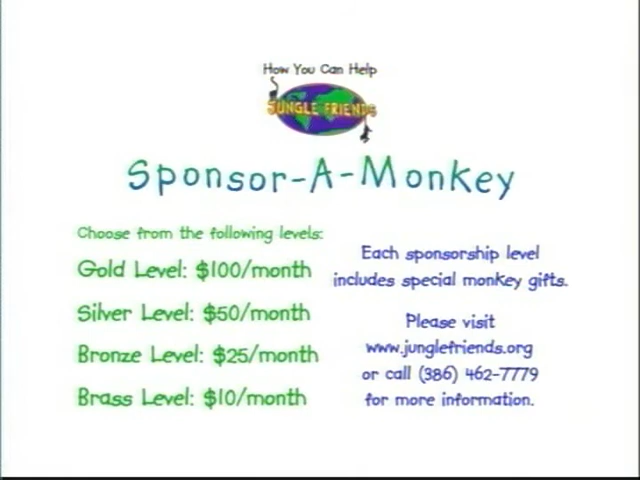 How You Can Help
JUNGLE FRIENDS
Sponsor-A-Monkey
Choose from the following levels:
Gold Level: $100/month
Silver Level: $50/month
Bronze Level: $25/month
Brass Level: $10/month
Each sponsorship level
includes special monkey gifts.
Please visit
www.junglefriends.org
or call (386) 462-7779
for more information.